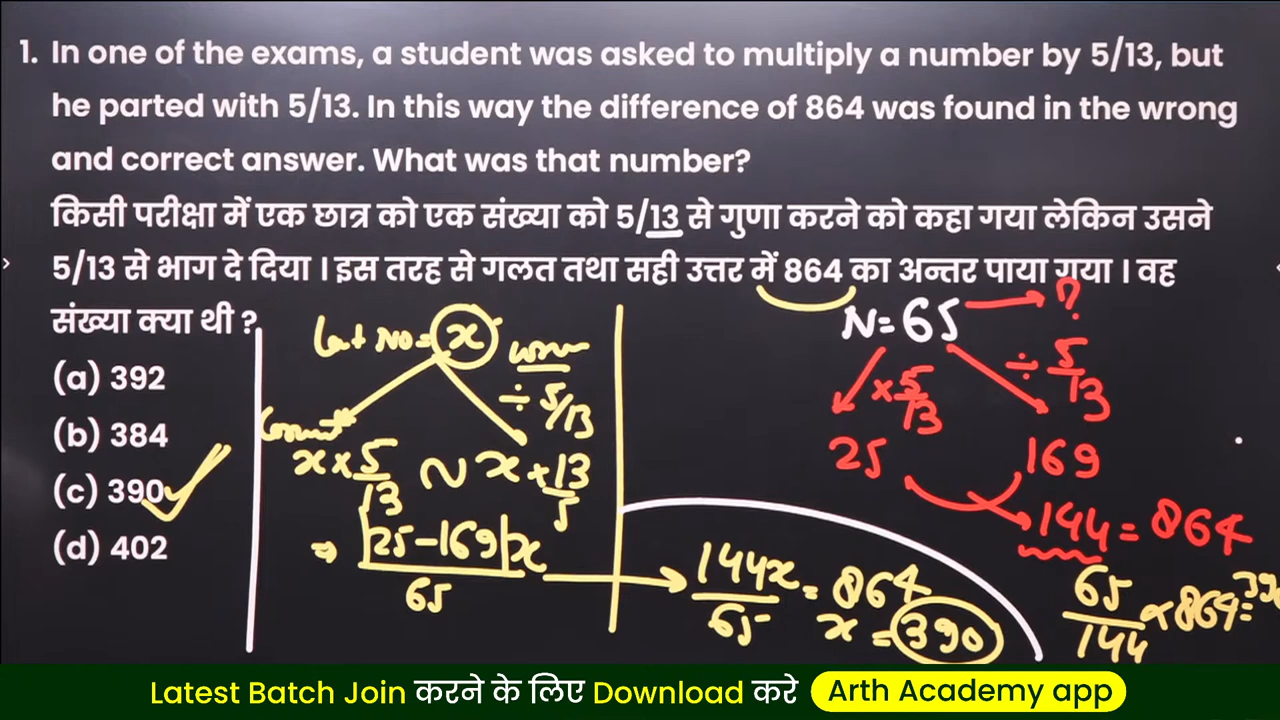 1. In one of the exams, a student was asked to multiply a number by 5/13, but
he parted with 5/13. In this way the difference of 864 was found in the wrong
and correct answer. What was that number?
किसी परीक्षा में एक छात्र को एक संख्या को 5/13 से गुणा करने को कहा गया लेकिन उसने
5/13 से भाग दे दिया । इस तरह से गलत तथा सही उत्तर में 864 का अन्तर पाया गया । वह
संख्या क्या थी ?
(a) 392
(b) 384
(c) 390
(d) 402
Let No = x
÷ 5/13
x × 5/13 ~ x × 13/5
⇒ |25-169|x / 65
144x/65 = 864
x = 390
N = 65 → ?
× 5/13
÷ 5/13
25 169
144 = 864
65/144 × 864 =
Latest Batch Join करने के लिए Download करे Arth Academy app